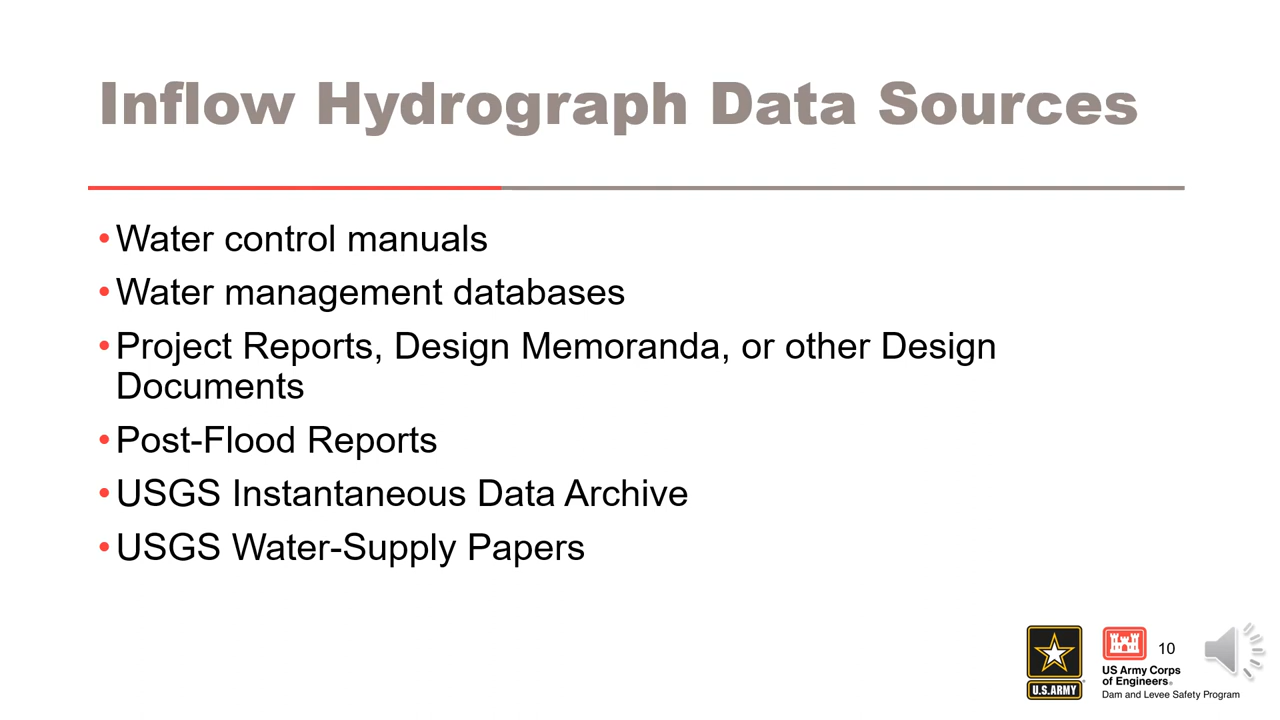 Inflow Hydrograph Data Sources
•Water control manuals
•Water management databases
•Project Reports, Design Memoranda, or other Design
Documents
•Post-Flood Reports
•USGS Instantaneous Data Archive
•USGS Water-Supply Papers
U.S.ARMY
10
US Army Corps
of Engineers®
Dam and Levee Safety Program